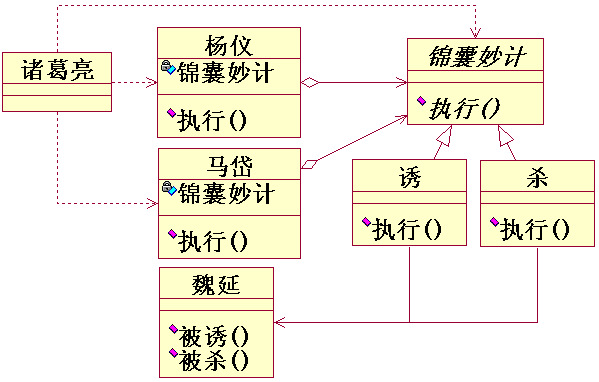 诸葛亮
杨仪
锦囊妙计
执行()
锦囊妙计
执行()
马岱
锦囊妙计
执行()
诱
执行()
杀
执行()
魏延
被诱()
被杀()